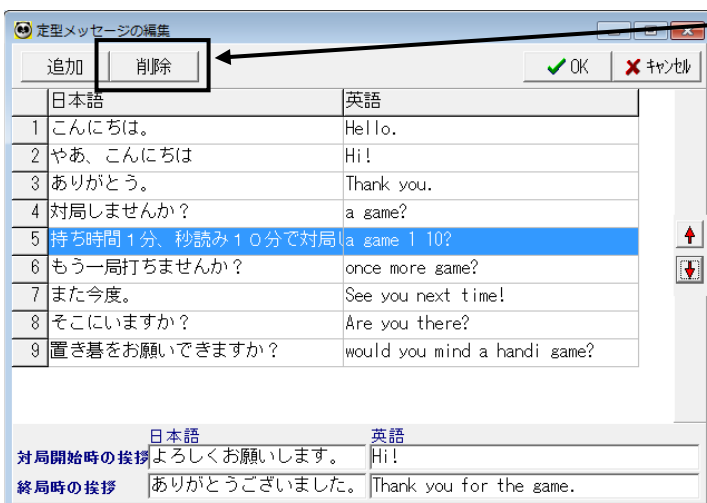 定型メッセージの編集
追加 削除 OK キャンセル
日本語 英語
1 こんにちは。 Hello.
2 やあ、こんにちは Hi!
3 ありがとう。 Thank you.
4 対局しませんか？ a game?
5 持ち時間１分、秒読み１０分で対局し a game 1 10?
6 もう一局打ちませんか？ once more game?
7 また今度。 See you next time!
8 そこにいますか？ Are you there?
9 置き碁をお願いできますか？ would you mind a handi game?
日本語 英語
対局開始時の挨拶 よろしくお願いします。 Hi!
終局時の挨拶 ありがとうございました。 Thank you for the game.